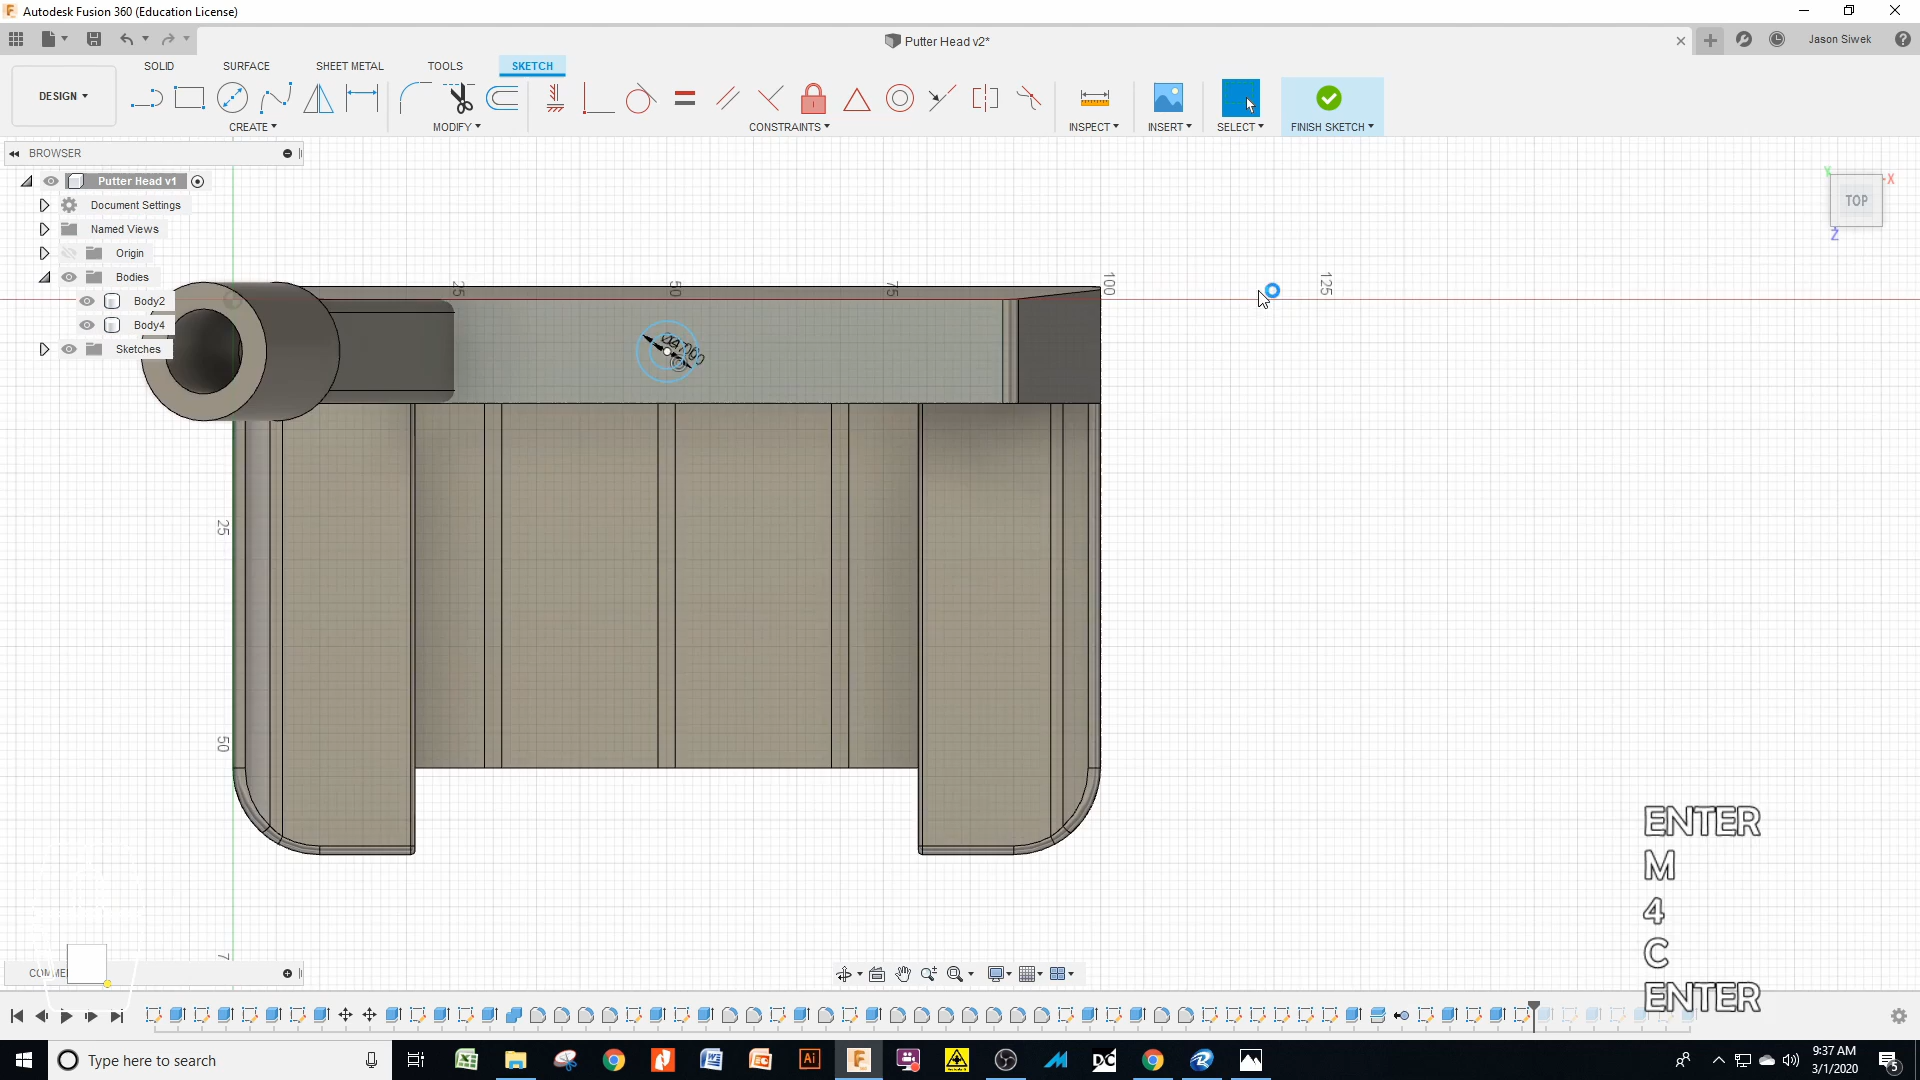 Autodesk Fusion 360 (Education License)
Putter Head v2*
Jason Siwek
SOLID
SURFACE
SHEET METAL
TOOLS
SKETCH
DESIGN
CREATE
MODIFY
CONSTRAINTS
INSPECT
INSERT
SELECT
FINISH SKETCH
BROWSER
Putter Head v1
Document Settings
Named Views
Origin
Bodies
Body2
Body4
Sketches
TOP
X
Y
Z
25
50
75
100
125
25
50
7
ENTER
M
4
C
ENTER
Type here to search
9:37 AM
3/1/2020
5